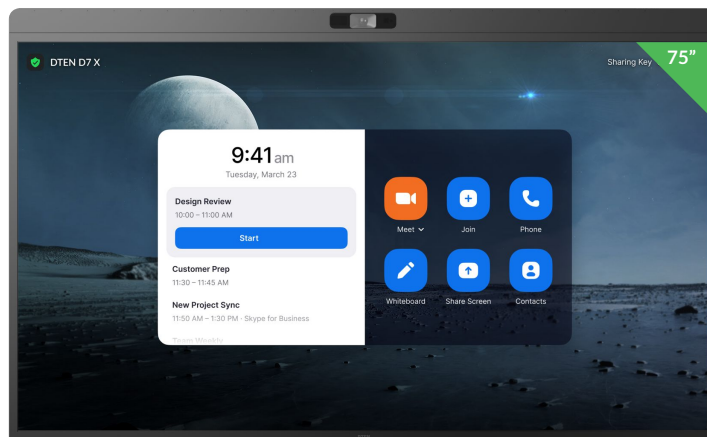 DTEN D7 X
Sharing Key
75”
9:41am
Tuesday, March 23
Design Review
10:00 – 11:00 AM
Start
Customer Prep
11:30 – 11:45 AM
New Project Sync
11:50 AM – 1:30 PM · Skype for Business
Team Weekly
Meet
Join
Phone
Whiteboard
Share Screen
Contacts